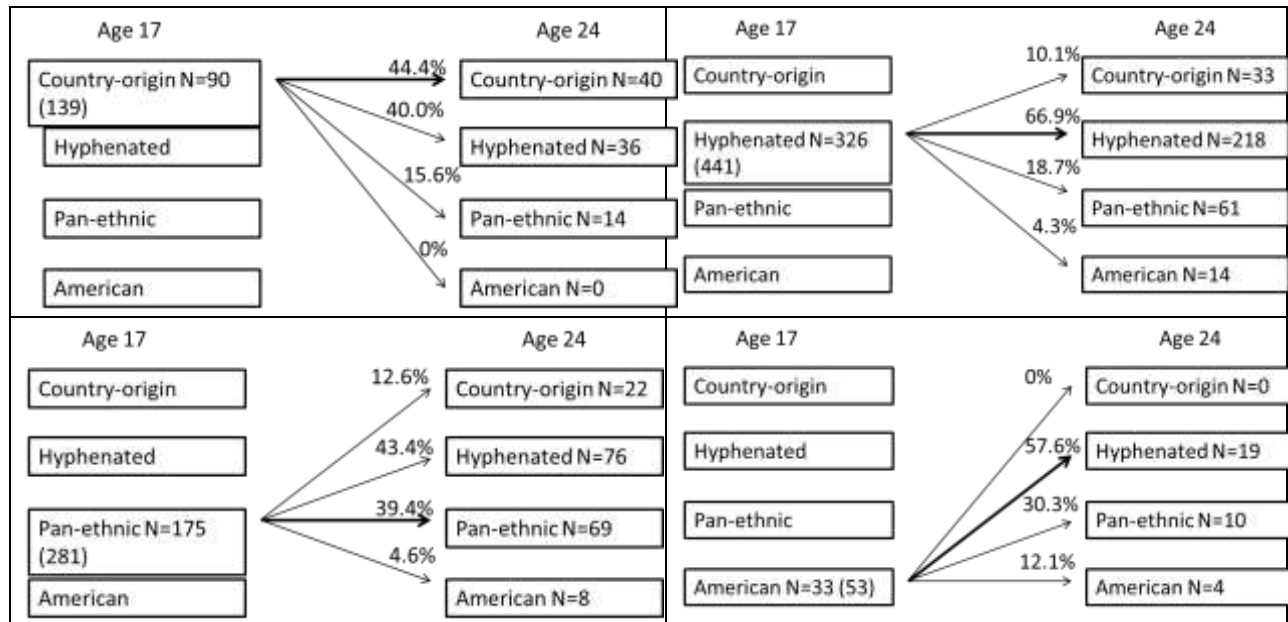 Age 17
Age 24
Country-origin N=90
(139)
Hyphenated
Pan-ethnic
American
44.4%
40.0%
15.6%
0%
Country-origin N=40
Hyphenated N=36
Pan-ethnic N=14
American N=0
Age 17
Age 24
Country-origin
Hyphenated N=326
(441)
Pan-ethnic
American
10.1%
66.9%
18.7%
4.3%
Country-origin N=33
Hyphenated N=218
Pan-ethnic N=61
American N=14
Age 17
Age 24
Country-origin
Hyphenated
Pan-ethnic N=175
(281)
American
12.6%
43.4%
39.4%
4.6%
Country-origin N=22
Hyphenated N=76
Pan-ethnic N=69
American N=8
Age 17
Age 24
Country-origin
Hyphenated
Pan-ethnic
American N=33 (53)
0%
57.6%
30.3%
12.1%
Country-origin N=0
Hyphenated N=19
Pan-ethnic N=10
American N=4